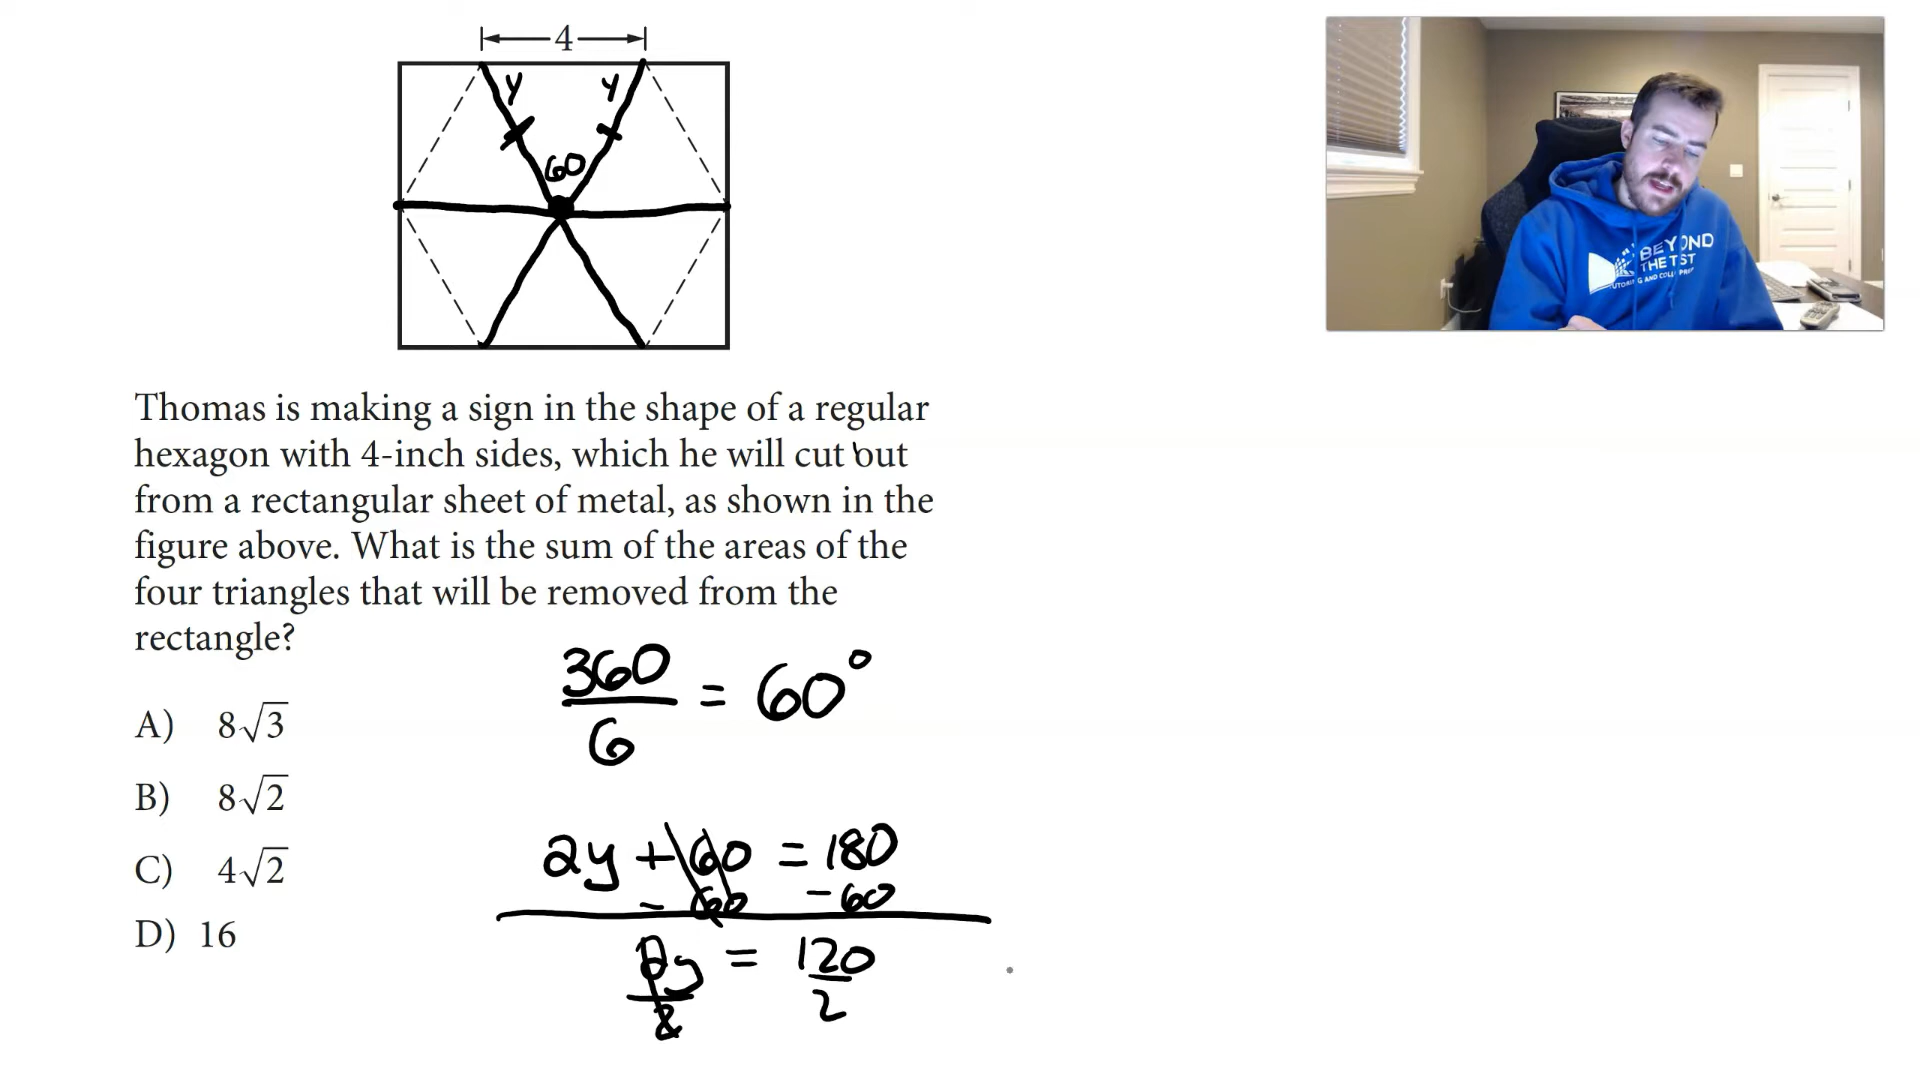 4
y y
60
Thomas is making a sign in the shape of a regular
hexagon with 4-inch sides, which he will cut out
from a rectangular sheet of metal, as shown in the
figure above. What is the sum of the areas of the
four triangles that will be removed from the
rectangle?
A) 8√3
B) 8√2
C) 4√2
D) 16
360/6 = 60°
2y + 60 = 180
- 60 - 60
2y/2 = 120/2
BEYOND
THE T ST